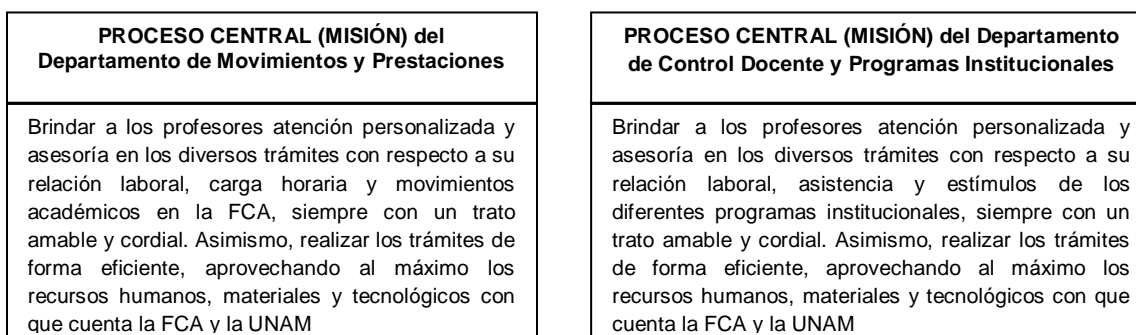 PROCESO CENTRAL (MISIÓN) del
Departamento de Movimientos y Prestaciones
Brindar a los profesores atención personalizada y
asesoría en los diversos trámites con respecto a su
relación laboral, carga horaria y movimientos
académicos en la FCA, siempre con un trato
amable y cordial. Asimismo, realizar los trámites de
forma eficiente, aprovechando al máximo los
recursos humanos, materiales y tecnológicos con
que cuenta la FCA y la UNAM
PROCESO CENTRAL (MISIÓN) del Departamento
de Control Docente y Programas Institucionales
Brindar a los profesores atención personalizada y
asesoría en los diversos trámites con respecto a su
relación laboral, asistencia y estímulos de los
diferentes programas institucionales, siempre con un
trato amable y cordial. Asimismo, realizar los trámites
de forma eficiente, aprovechando al máximo los
recursos humanos, materiales y tecnológicos con que
cuenta la FCA y la UNAM